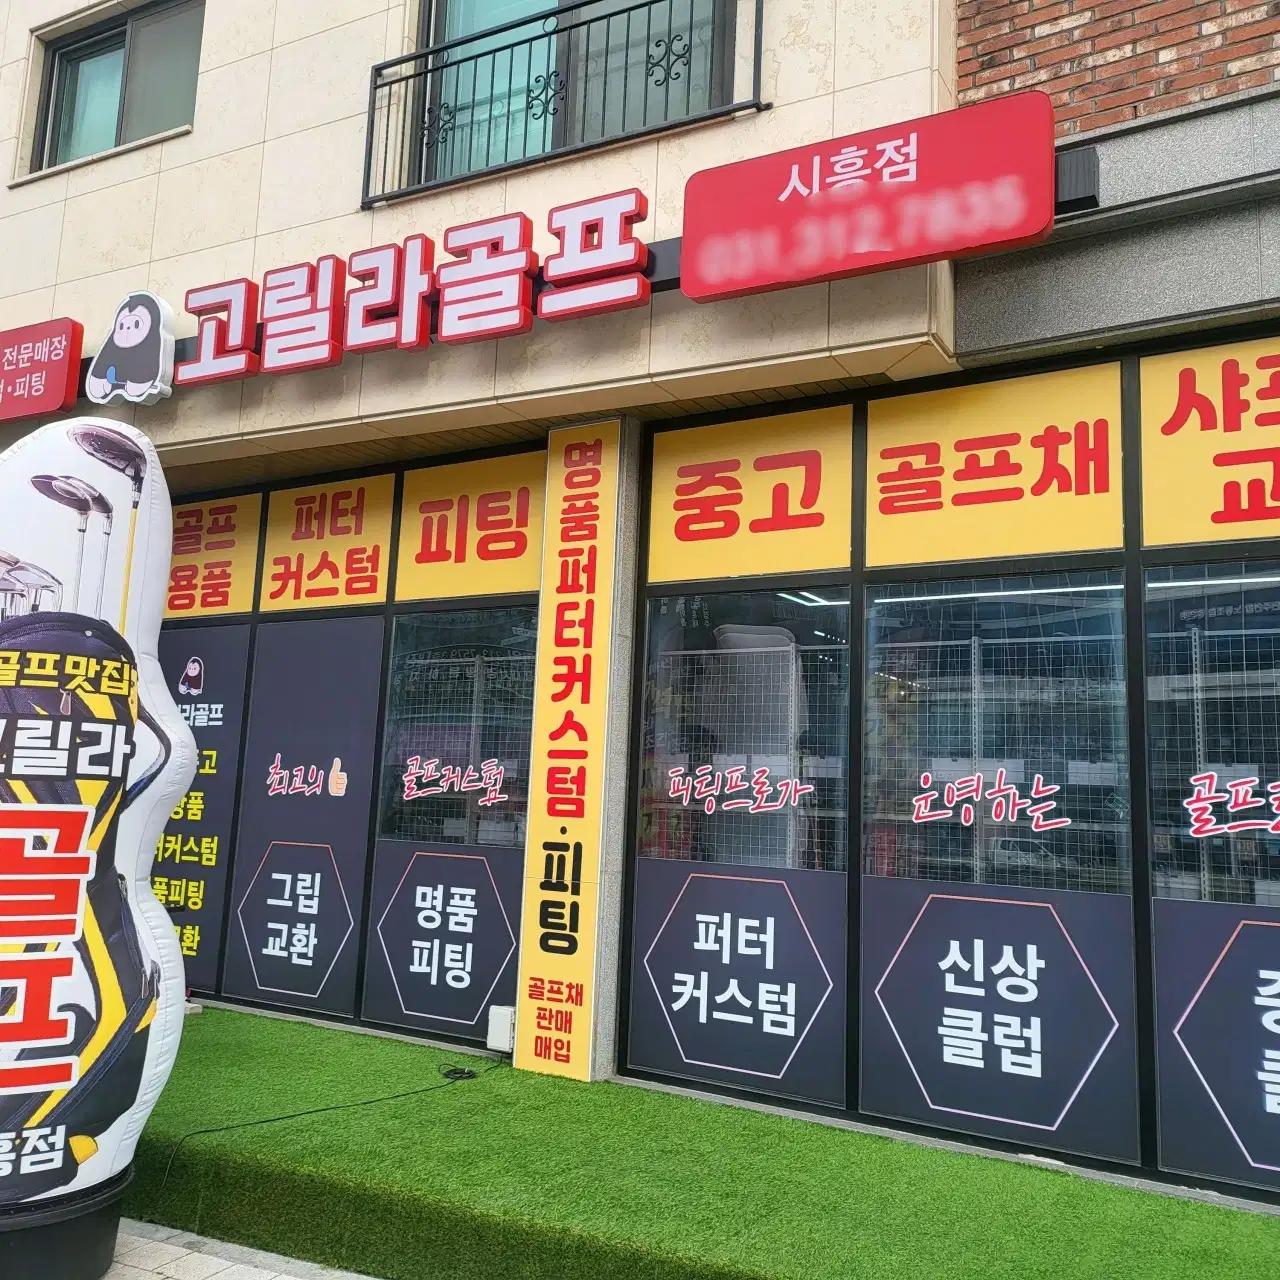 전문매장
·피팅
고릴라골프
시흥점
골프
용품
퍼터
커스텀
피팅
명품퍼터커스텀·피팅
골프채
판매
매입
중고
골프채
골프맛집
릴라
골프
점
라골프
커스텀
품피팅
최고의
골프커스텀
피팅프로가
운영하는
그립
교환
명품
피팅
퍼터
커스텀
신상
클럽